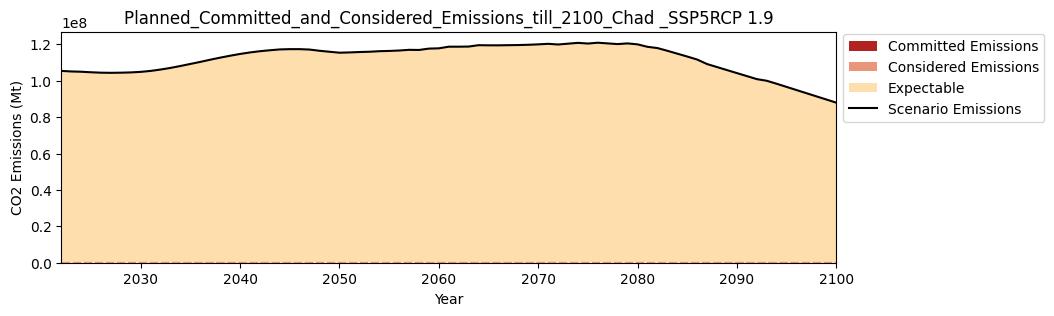 Planned_Committed_and_Considered_Emissions_till_2100_Chad _SSP5RCP 1.9
1e8
1.2
1.0
0.8
0.6
0.4
0.2
0.0
CO2 Emissions (Mt)
2030 2040 2050 2060 2070 2080 2090 2100
Year
Committed Emissions
Considered Emissions
Expectable
Scenario Emissions